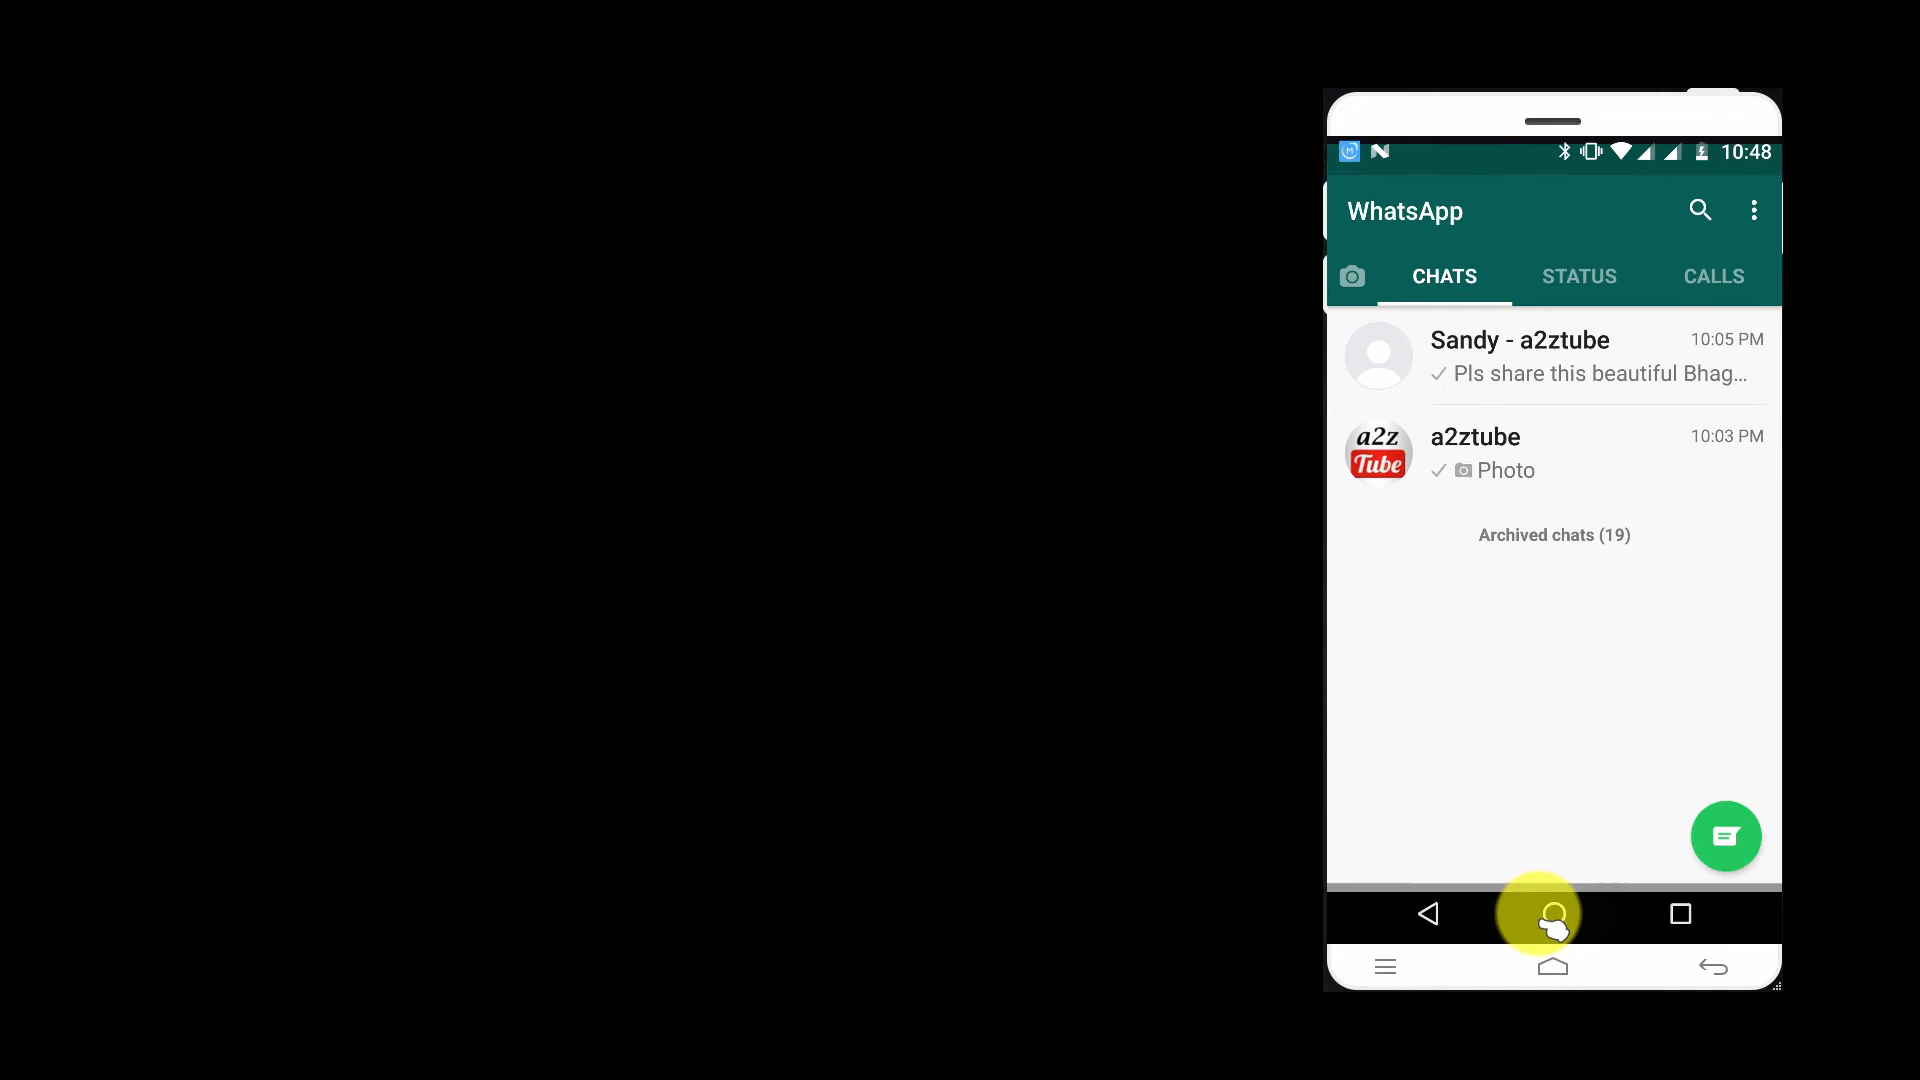 10:48
WhatsApp
CHATS STATUS CALLS
Sandy - a2ztube 10:05 PM
Pls share this beautiful Bhag...
a2z
Tube
a2ztube 10:03 PM
Photo
Archived chats (19)